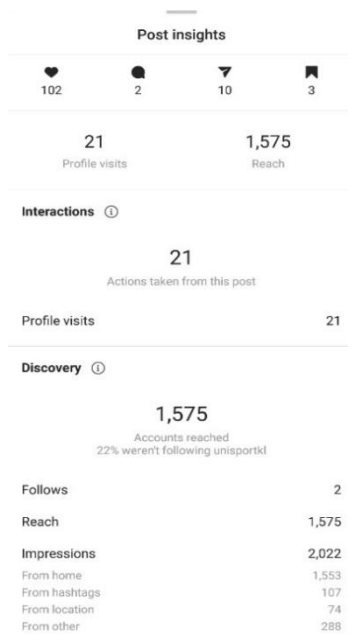 Post insights
102 2 10 3
21 1,575
Profile visits Reach
Interactions
21
Actions taken from this post
Profile visits 21
Discovery
1,575
Accounts reached
22% weren't following unisportkl
Follows 2
Reach 1,575
Impressions 2,022
From home 1,553
From hashtags 107
From location 74
From other 288